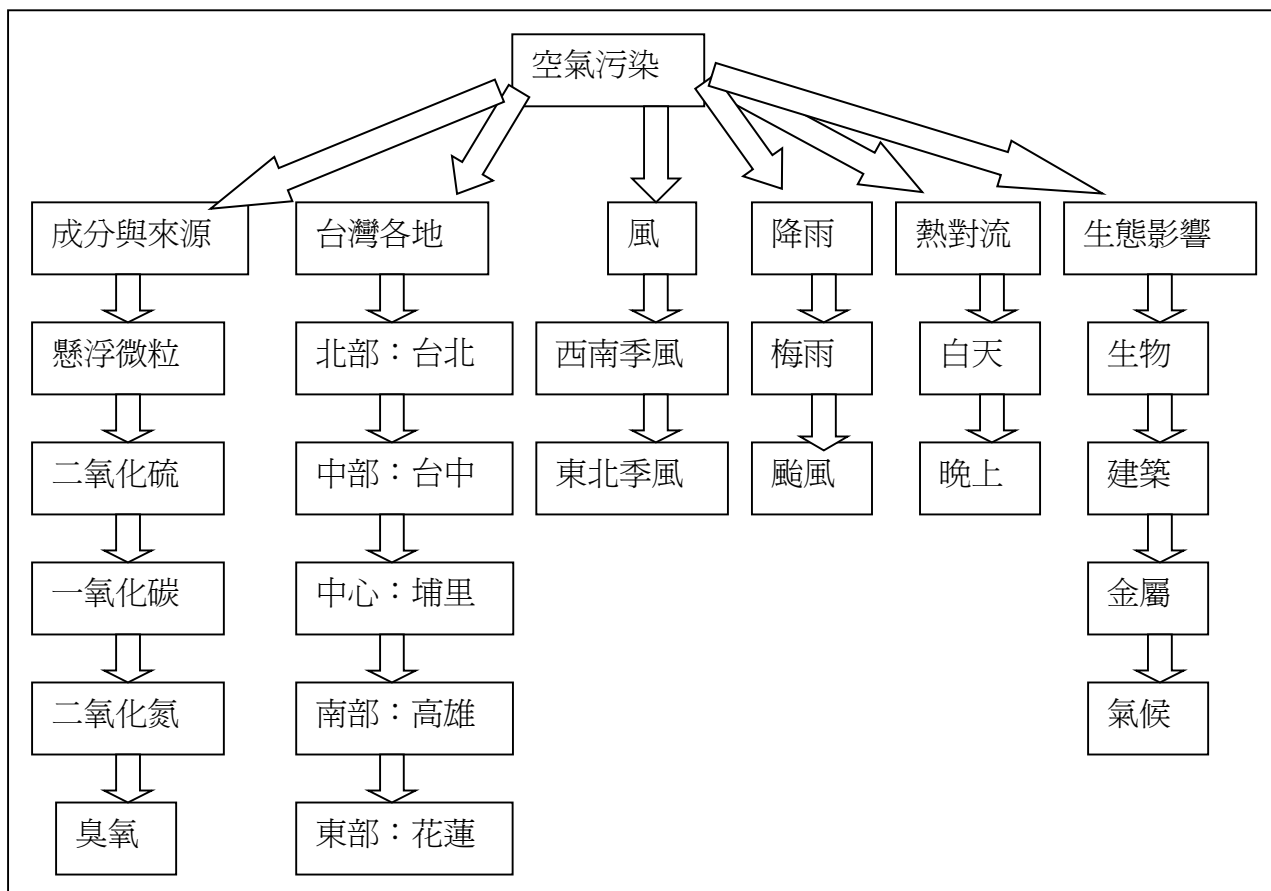 空氣污染
成分與來源
台灣各地
風
降雨
熱對流
生態影響
懸浮微粒
北部：台北
西南季風
梅雨
白天
生物
二氧化硫
中部：台中
東北季風
颱風
晚上
建築
一氧化碳
中心：埔里
金屬
二氧化氮
南部：高雄
氣候
臭氧
東部：花蓮